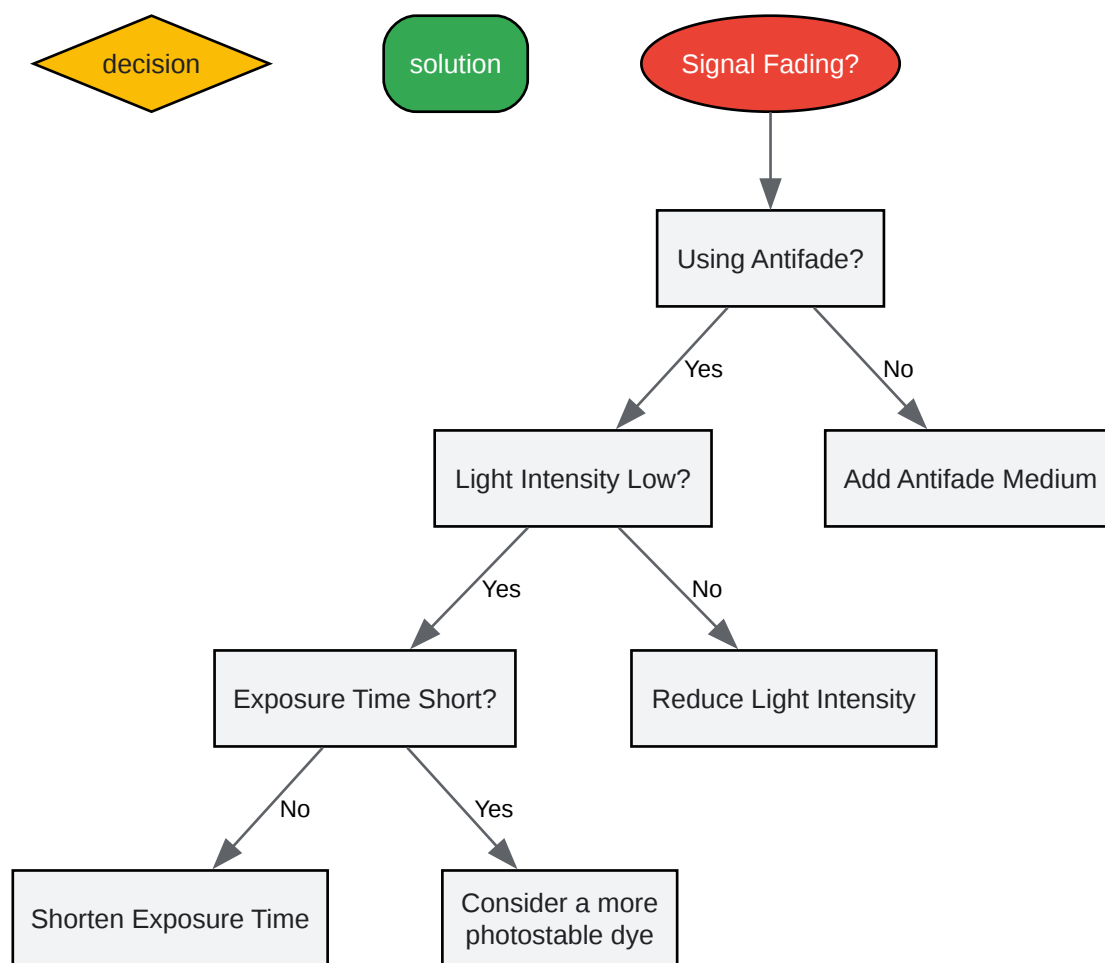 decision
solution
Signal Fading?
Using Antifade?
Yes
No
Light Intensity Low?
Add Antifade Medium
Yes
No
Exposure Time Short?
Reduce Light Intensity
No
Yes
Shorten Exposure Time
Consider a more
photostable dye